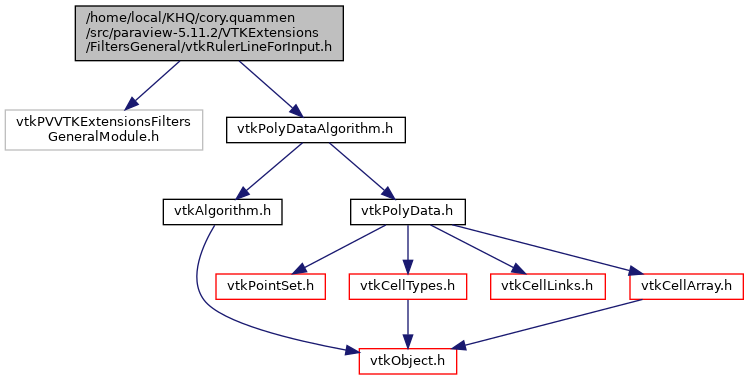 /home/local/KHQ/cory.quammen
/src/paraview-5.11.2/VTKExtensions
/FiltersGeneral/vtkRulerLineForInput.h
vtkPVVTKExtensionsFilters
GeneralModule.h
vtkPolyDataAlgorithm.h
vtkAlgorithm.h
vtkPolyData.h
vtkPointSet.h
vtkCellTypes.h
vtkCellLinks.h
vtkCellArray.h
vtkObject.h